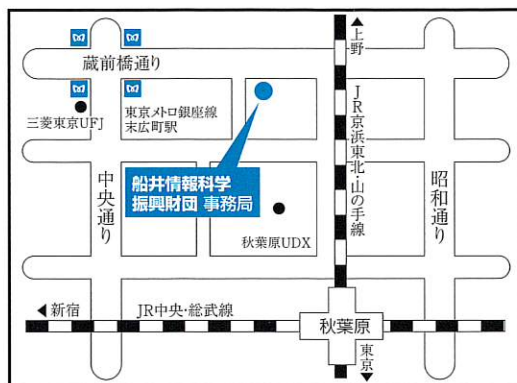 ▲上野
蔵前橋通り
三菱東京UFJ
東京メトロ銀座線
末広町駅
JR京浜東北・山の手線
中央通り
昭和通り
船井情報科学
振興財団 事務局
秋葉原UDX
◀新宿
JR中央・総武線
秋葉原
東京▼